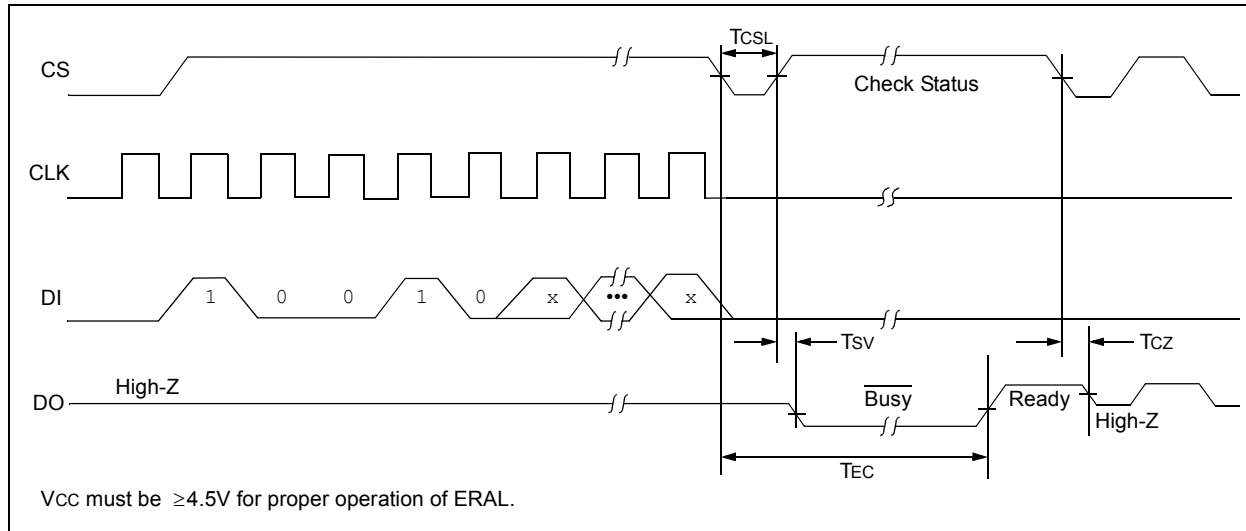 TCSL
CS
Check Status
CLK
DI
1 0 0 1 0 x ••• x
TSV
TCZ
High-Z
DO
Busy
Ready
High-Z
TEC
VCC must be ≥4.5V for proper operation of ERAL.